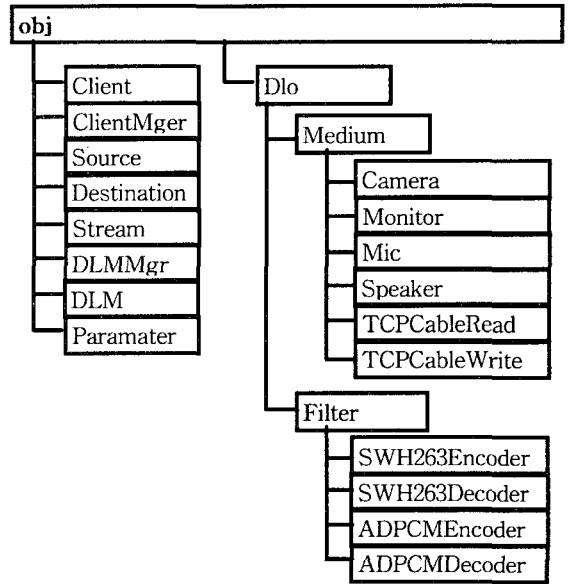 obj
Client
ClientMger
Source
Destination
Stream
DLMMgr
DLM
Paramater
Dlo
Medium
Camera
Monitor
Mic
Speaker
TCPCableRead
TCPCableWrite
Filter
SWH263Encoder
SWH263Decoder
ADPCMEncoder
ADPCMDecoder